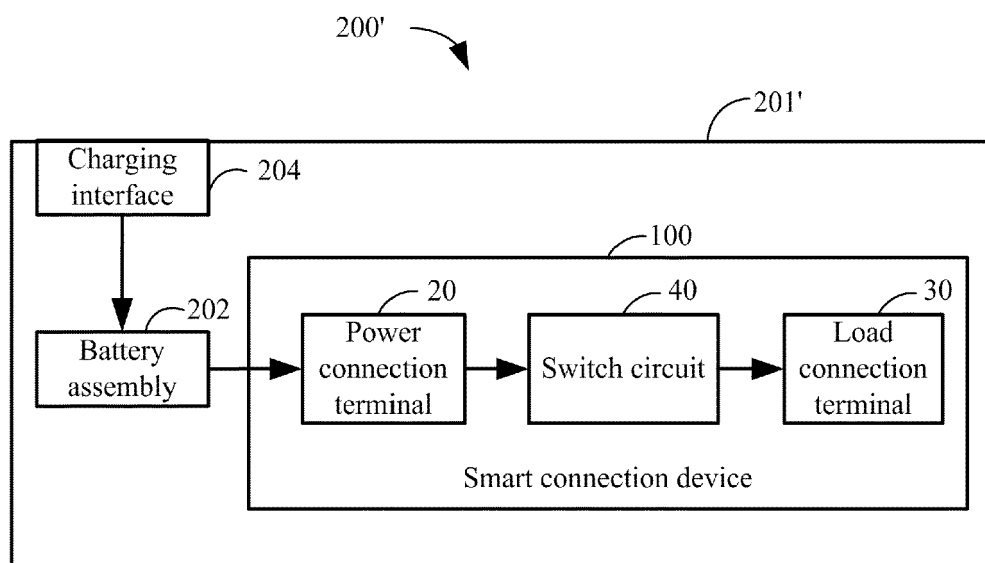 200'
201'
Charging
interface
204
100
202
20
40
30
Battery
assembly
Power
connection
terminal
Switch circuit
Load
connection
terminal
Smart connection device